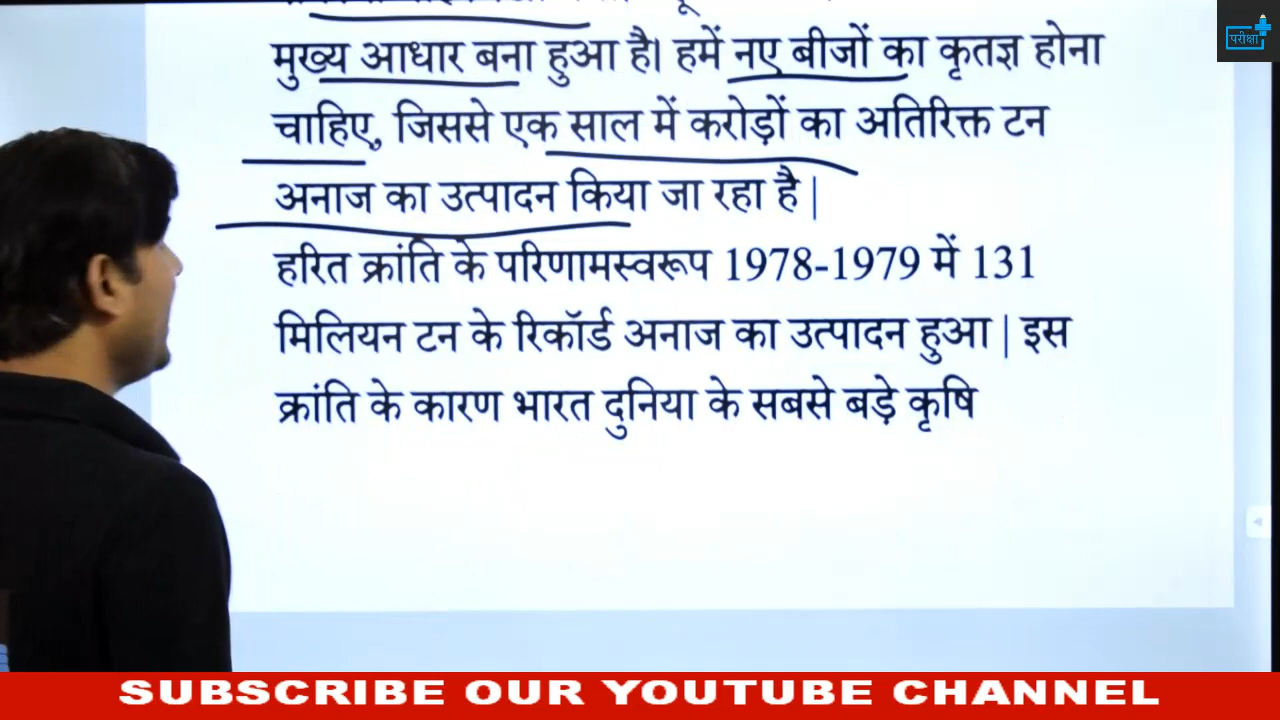 परीक्षा
मुख्य आधार बना हुआ है। हमें नए बीजों का कृतज्ञ होना
चाहिए, जिससे एक साल में करोड़ों का अतिरिक्त टन
अनाज का उत्पादन किया जा रहा है |
हरित क्रांति के परिणामस्वरूप 1978-1979 में 131
मिलियन टन के रिकॉर्ड अनाज का उत्पादन हुआ | इस
क्रांति के कारण भारत दुनिया के सबसे बड़े कृषि
SUBSCRIBE OUR YOUTUBE CHANNEL